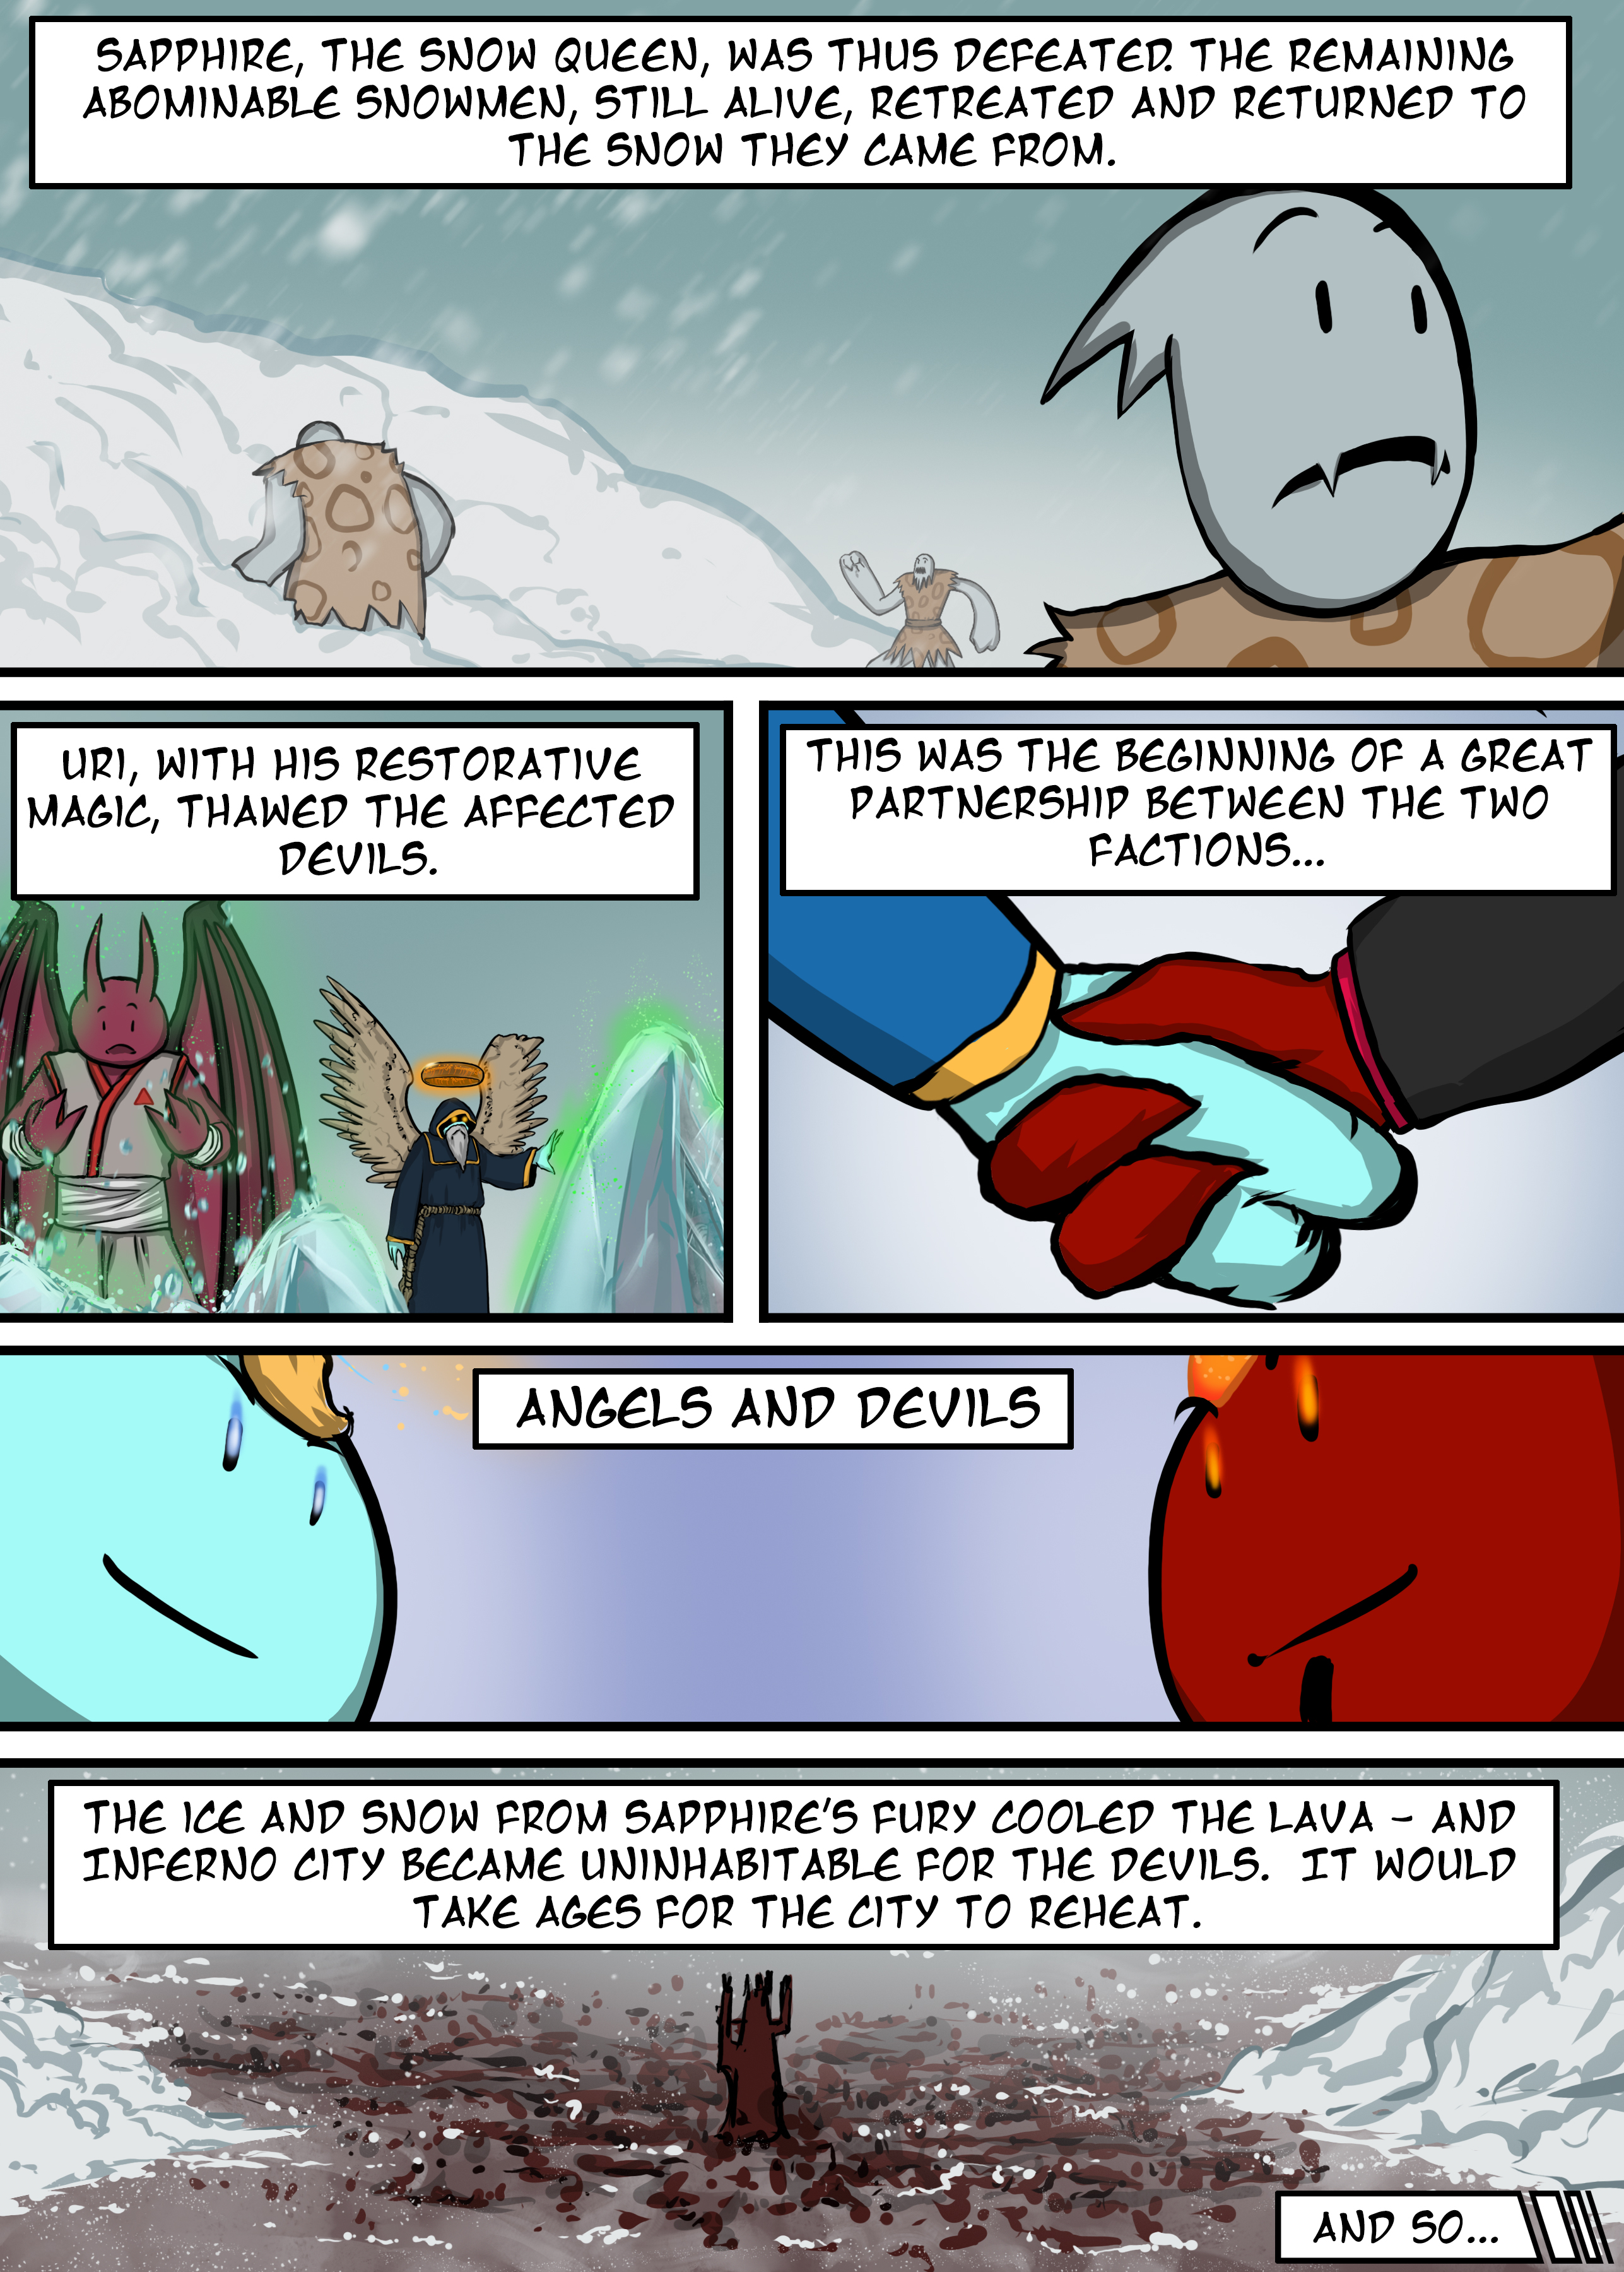 SAPPHIRE, THE SNOW QUEEN, WAS THUS DEFEATED. THE REMAINING
ABOMINABLE SNOWMEN, STILL ALIVE, RETREATED AND RETURNED TO
THE SNOW THEY CAME FROM.
URI, WITH HIS RESTORATIVE
MAGIC, THAWED THE AFFECTED
DEVILS.
THIS WAS THE BEGINNING OF A GREAT
PARTNERSHIP BETWEEN THE TWO
FACTIONS...
ANGELS AND DEVILS
THE ICE AND SNOW FROM SAPPHIRE'S FURY COOLED THE LAVA - AND
INFERNO CITY BECAME UNINHABITABLE FOR THE DEVILS. IT WOULD
TAKE AGES FOR THE CITY TO REHEAT.
AND SO...